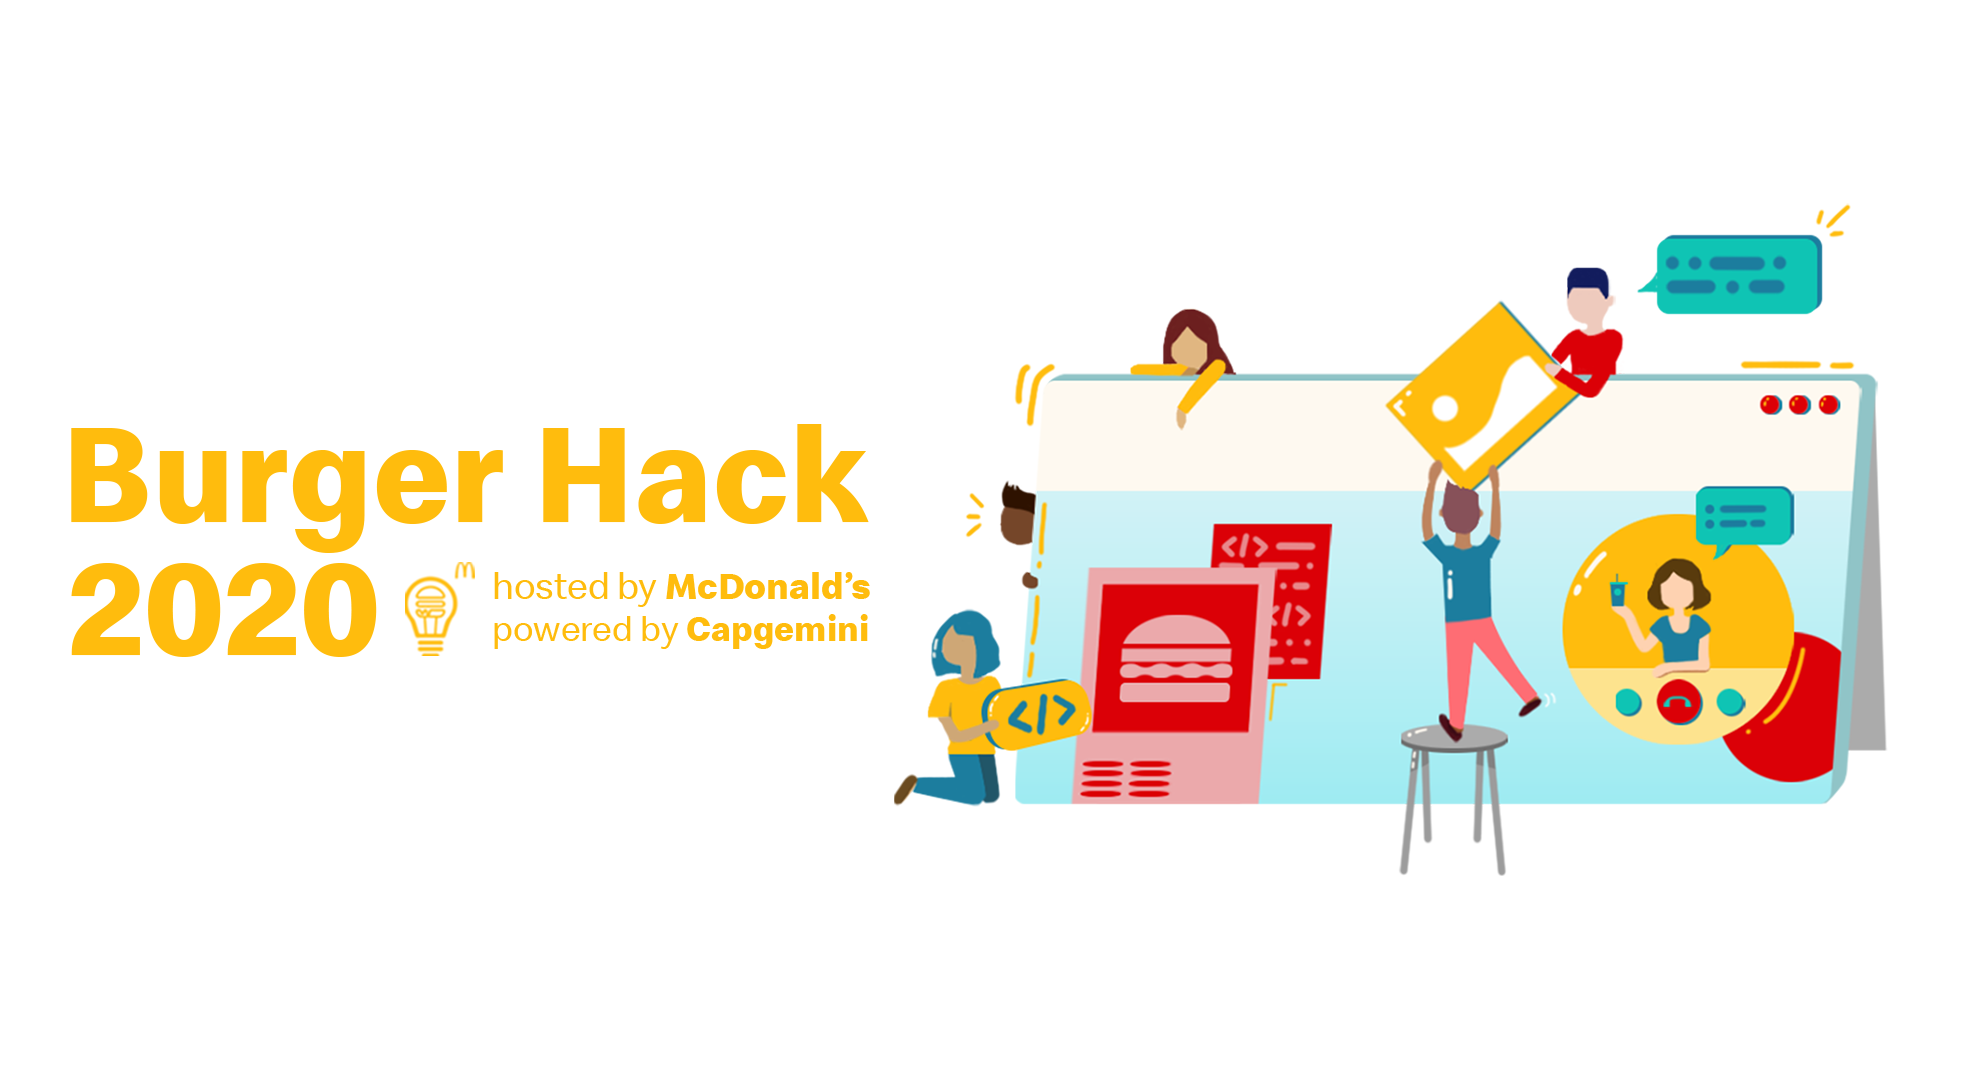 Burger Hack
2020
hosted by McDonald’s
powered by Capgemini
</>
</>
</>